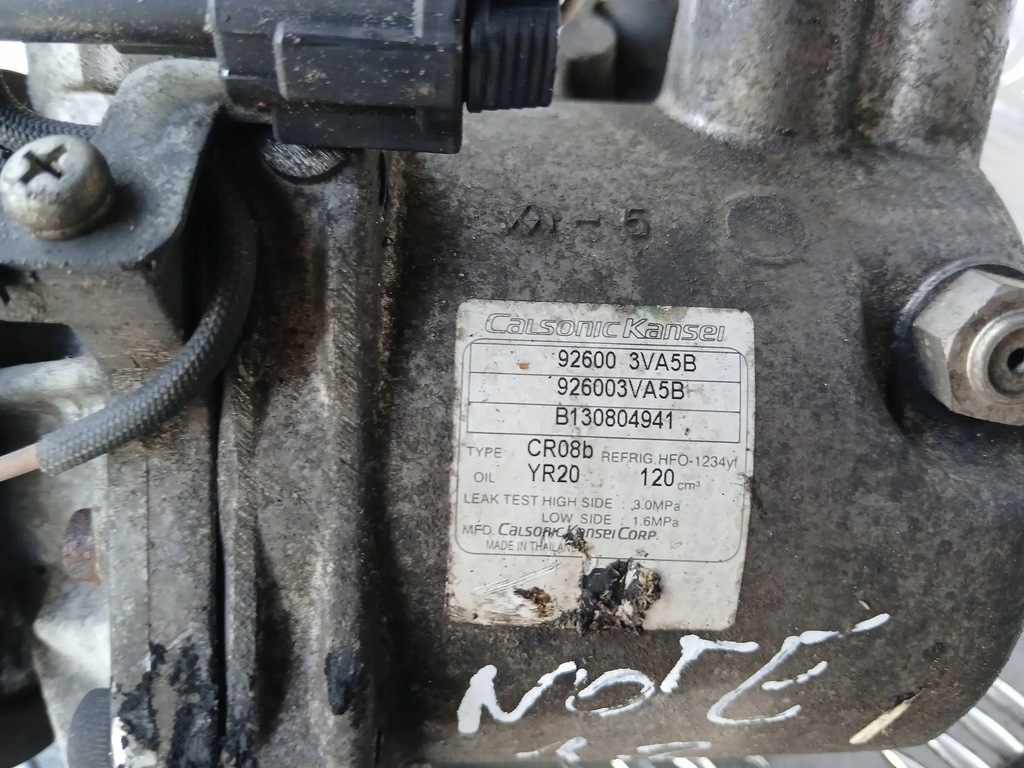 - 5
Calsonic Kansei
92600 3VA5B
926003VA5B
B130804941
TYPE CR08b REFRIG. HFO-1234yf
OIL YR20 120 cm³
LEAK TEST HIGH SIDE : 3.0MPa
LOW SIDE : 1.6MPa
MFD. Calsonic Kansei Corp.
MADE IN THAILAND
NOTE